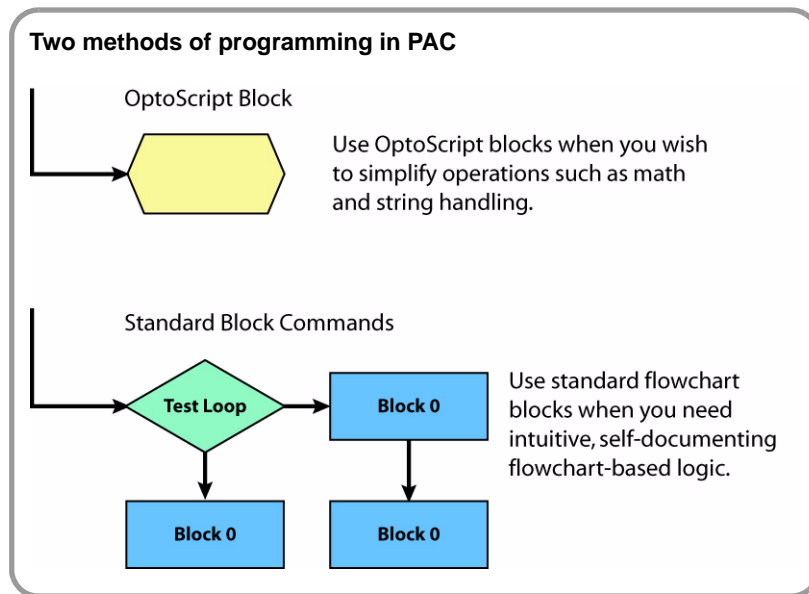 Two methods of programming in PAC
OptoScript Block
Use OptoScript blocks when you wish
to simplify operations such as math
and string handling.
Standard Block Commands
Test Loop
Block 0
Use standard flowchart
blocks when you need
intuitive, self-documenting
flowchart-based logic.
Block 0
Block 0